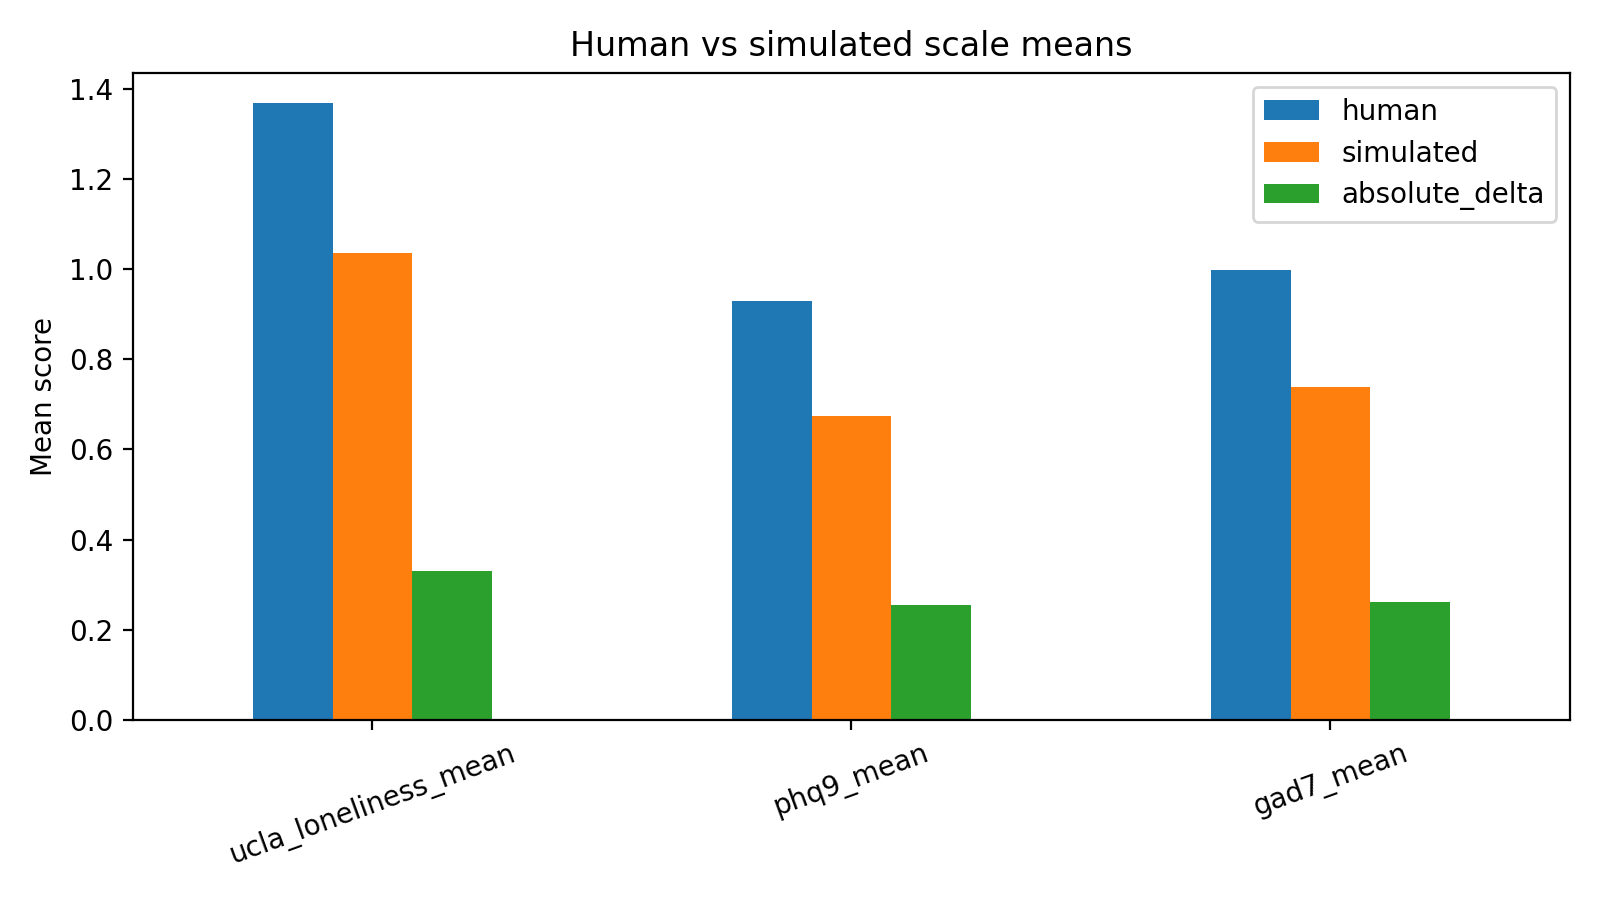 Human vs simulated scale means
human
simulated
absolute_delta
Mean score
1.4
1.2
1.0
0.8
0.6
0.4
0.2
0.0
ucla_loneliness_mean
phq9_mean
gad7_mean